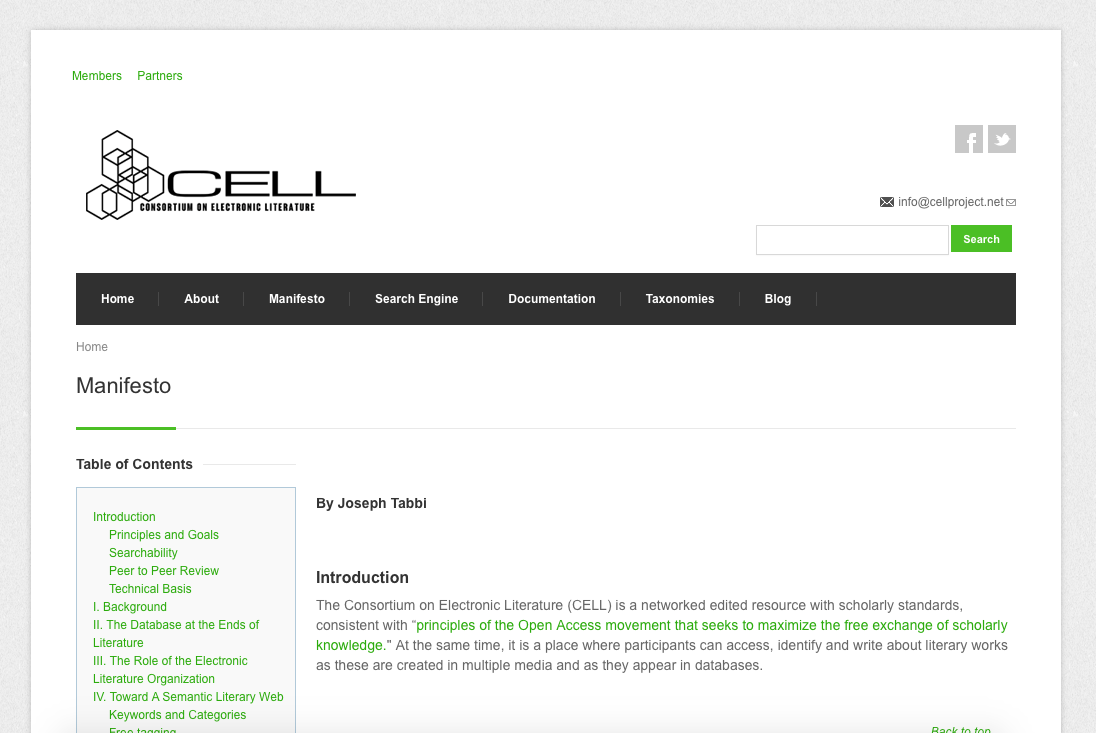 Members Partners
CELL
CONSORTIUM ON ELECTRONIC LITERATURE
info@cellproject.net
Search
Home About Manifesto Search Engine Documentation Taxonomies Blog
Home
Manifesto
Table of Contents
Introduction
Principles and Goals
Searchability
Peer to Peer Review
Technical Basis
I. Background
II. The Database at the Ends of
Literature
III. The Role of the Electronic
Literature Organization
IV. Toward A Semantic Literary Web
Keywords and Categories
Free tagging
By Joseph Tabbi
Introduction
The Consortium on Electronic Literature (CELL) is a networked edited resource with scholarly standards,
consistent with “principles of the Open Access movement that seeks to maximize the free exchange of scholarly
knowledge." At the same time, it is a place where participants can access, identify and write about literary works
as these are created in multiple media and as they appear in databases.
Back to top